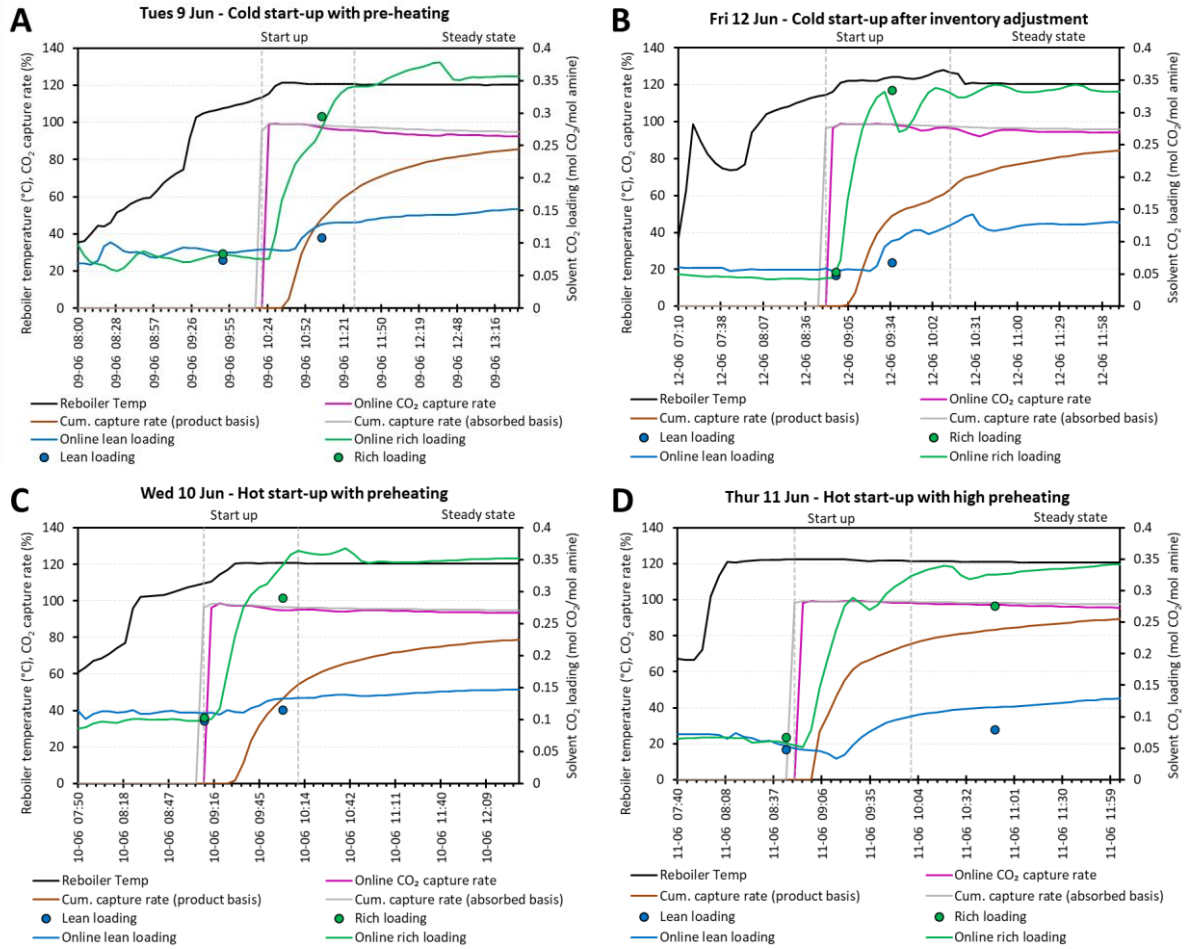 A
Tues 9 Jun - Cold start-up with pre-heating
Start up
Steady state
Reboiler temperature (°C), CO₂ capture rate (%)
140
120
100
80
60
40
20
0
0.4
0.35
0.3
0.25
0.2
0.15
0.1
0.05
0
Ssolvent CO₂ loading (mol CO₂/mol amine)
09-06 08:00
09-06 08:28
09-06 08:57
09-06 09:26
09-06 09:55
09-06 10:24
09-06 10:52
09-06 11:21
09-06 11:50
09-06 12:19
09-06 12:48
09-06 13:16
Reboiler Temp
Online CO₂ capture rate
Cum. capture rate (product basis)
Cum. capture rate (absorbed basis)
Online lean loading
Online rich loading
Lean loading
Rich loading
B
Fri 12 Jun - Cold start-up after inventory adjustment
Start up
Steady state
Reboiler temperature (°C), CO₂ capture rate (%)
140
120
100
80
60
40
20
0
0.4
0.35
0.3
0.25
0.2
0.15
0.1
0.05
0
Solvent CO₂ loading (mol CO₂/mol amine)
12-06 07:10
12-06 07:38
12-06 08:07
12-06 08:36
12-06 09:05
12-06 09:34
12-06 10:02
12-06 10:31
12-06 11:00
12-06 11:29
12-06 11:58
Reboiler Temp
Online CO₂ capture rate
Cum. capture rate (product basis)
Cum. capture rate (absorbed basis)
Lean loading
Rich loading
Online lean loading
Online rich loading
C
Wed 10 Jun - Hot start-up with preheating
Start up
Steady state
Reboiler temperature (°C), CO₂ capture rate (%)
140
120
100
80
60
40
20
0
0.4
0.35
0.3
0.25
0.2
0.15
0.1
0.05
0
Solvent CO₂ loading (mol CO₂/mol amine)
10-06 07:50
10-06 08:18
10-06 08:47
10-06 09:16
10-06 09:45
10-06 10:14
10-06 10:42
10-06 11:11
10-06 11:40
10-06 12:09
Reboiler Temp
Online CO₂ capture rate
Cum. capture rate (product basis)
Cum. capture rate (absorbed basis)
Lean loading
Rich loading
Online lean loading
Online rich loading
D
Thur 11 Jun - Hot start-up with high preheating
Start up
Steady state
Reboiler temperature (°C), CO₂ capture rate (%)
140
120
100
80
60
40
20
0
0.4
0.35
0.3
0.25
0.2
0.15
0.1
0.05
0
Solvent CO₂ loading (mol CO₂/mol amine)
11-06 07:40
11-06 08:08
11-06 08:37
11-06 09:06
11-06 09:35
11-06 10:04
11-06 10:32
11-06 11:01
11-06 11:30
11-06 11:59
Reboiler Temp
Online CO₂ capture rate
Cum. capture rate (product basis)
Cum. capture rate (absorbed basis)
Lean loading
Rich loading
Online lean loading
Online rich loading